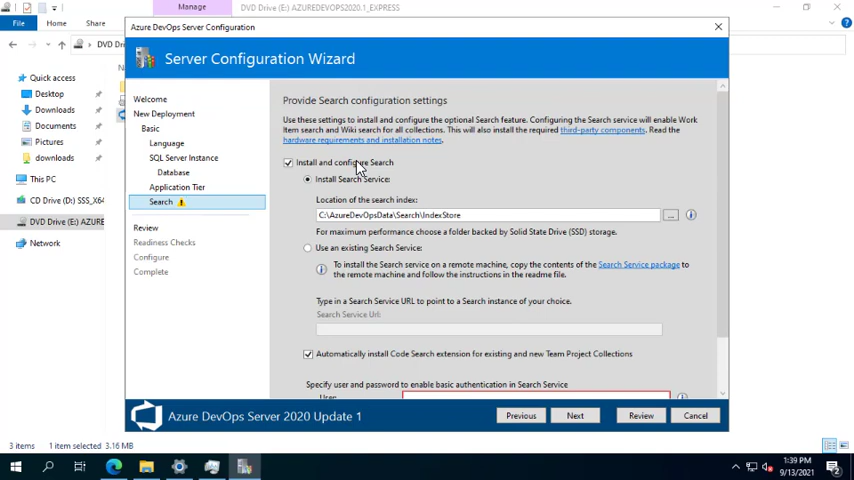 Manage
DVD Drive (E:) AZUREDEVOPS2020.1_EXPRESS
File
Home
Share
DVD Dri
Azure DevOps Server Configuration
Server Configuration Wizard
Quick access
Desktop
Downloads
Documents
Pictures
downloads
This PC
CD Drive (D:) SSS_X64
DVD Drive (E:) AZURE
Network
Welcome
New Deployment
Basic
Language
SQL Server Instance
Database
Application Tier
Search
Review
Readiness Checks
Configure
Complete
Provide Search configuration settings
Use these settings to install and configure the optional Search feature. Configuring the Search service will enable Work
Item search and Wiki search for all collections. This will also install the required third-party components. Read the
hardware requirements and installation notes.
Install and configure Search
Install Search Service:
Location of the search index:
C:\AzureDevOpsData\Search\IndexStore
...
For maximum performance choose a folder backed by Solid State Drive (SSD) storage.
Use an existing Search Service:
To install the Search service on a remote machine, copy the contents of the Search Service package to
the remote machine and follow the instructions in the readme file.
Type in a Search Service URL to point to a Search instance of your choice.
Search Service Url:
Automatically install Code Search extension for existing and new Team Project Collections
Specify user and password to enable basic authentication in Search Service
User:
Azure DevOps Server 2020 Update 1
Previous
Next
Review
Cancel
3 items
1 item selected 3.16 MB
1:39 PM
9/13/2021
2